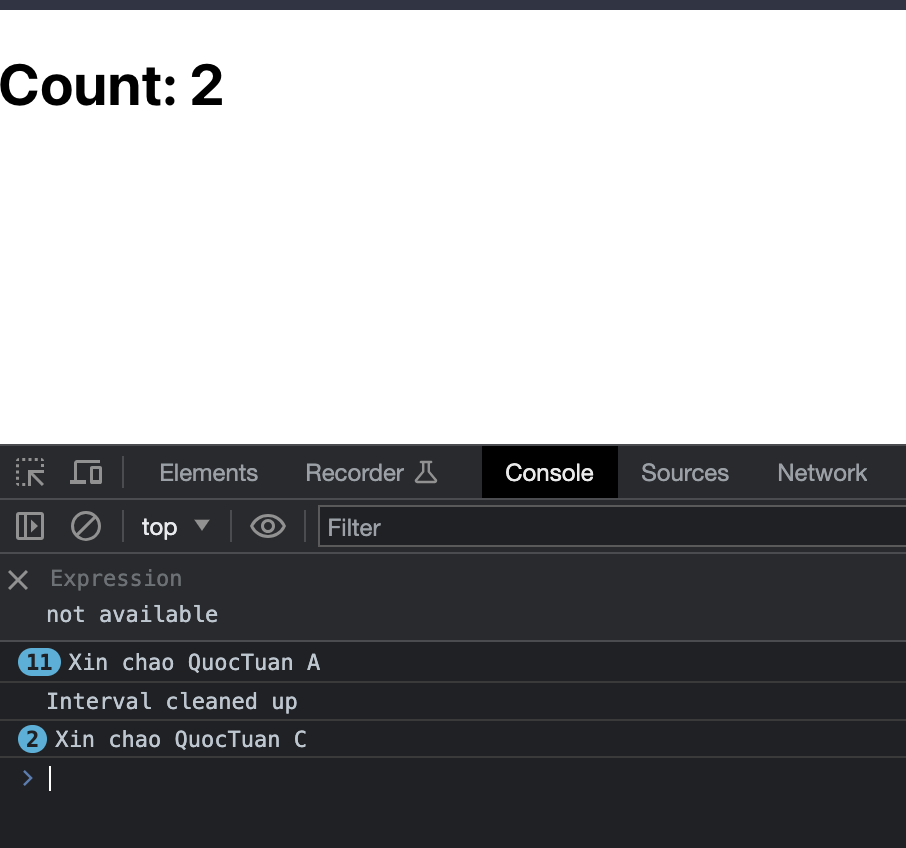 Count: 2
Elements Recorder Console Sources Network
top Filter
Expression
not available
11 Xin chao QuocTuan A
Interval cleaned up
2 Xin chao QuocTuan C